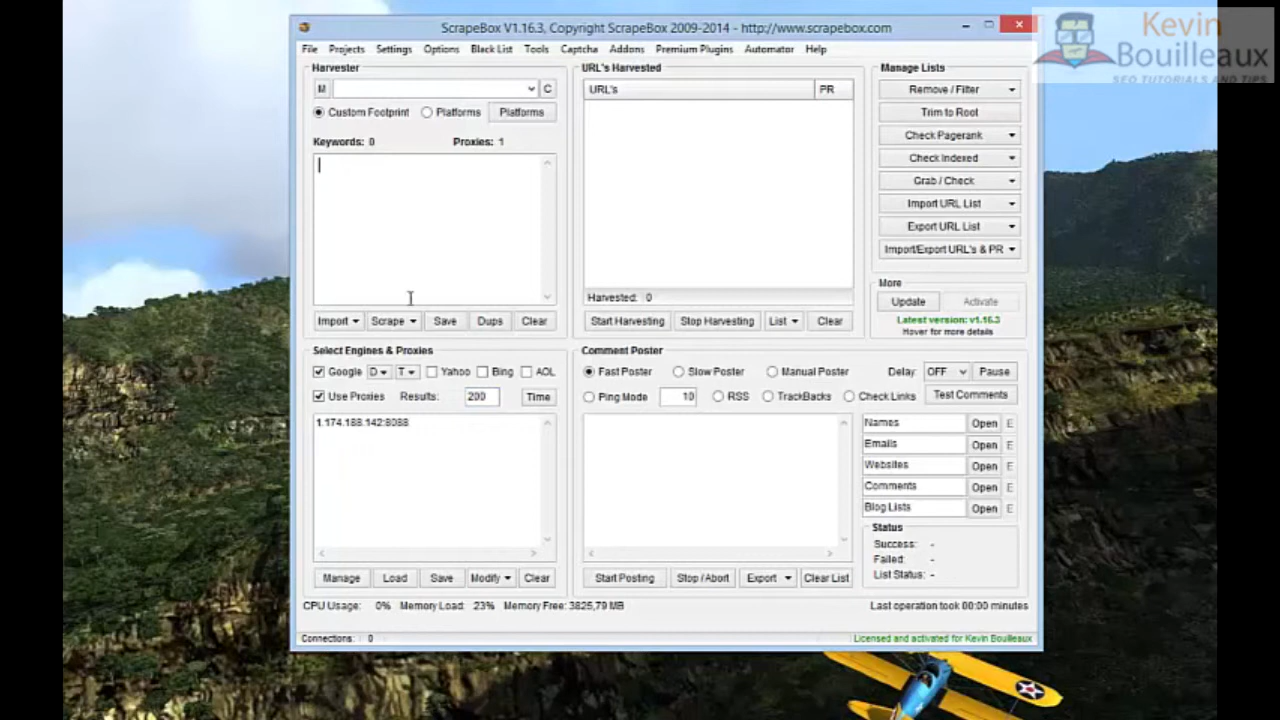 ScrapeBox V1.16.3, Copyright ScrapeBox 2009-2014 - http://www.scrapebox.com
Kevin
Bouilleaux
SEO TUTORIALS AND TIPS
File Projects Settings Options Black List Tools Captcha Addons Premium Plugins Automator Help
Harvester
M
C
Custom Footprint Platforms Platforms
Keywords: 0 Proxies: 1
Import Scrape Save Dups Clear
URL's Harvested
URL's PR
Harvested: 0
Start Harvesting Stop Harvesting List Clear
Manage Lists
Remove / Filter
Trim to Root
Check Pagerank
Check Indexed
Grab / Check
Import URL List
Export URL List
Import/Export URL's & PR
More
Update Activate
Latest version: v1.16.3
Hover for more details
Select Engines & Proxies
Google D T Yahoo Bing AOL
Use Proxies Results: 200 Time
1.174.188.142:8088
Manage Load Save Modify Clear
Comment Poster
Fast Poster Slow Poster Manual Poster Delay: OFF Pause
Ping Mode 10 RSS TrackBacks Check Links Test Comments
Names Open E
Emails Open E
Websites Open E
Comments Open E
Blog Lists Open E
Status
Success: -
Failed: -
List Status: -
Start Posting Stop / Abort Export Clear List
CPU Usage: 0% Memory Load: 23% Memory Free: 3825,79 MB
Last operation took 00:00 minutes
Connections: 0
Licensed and activated for Kevin Bouilleaux